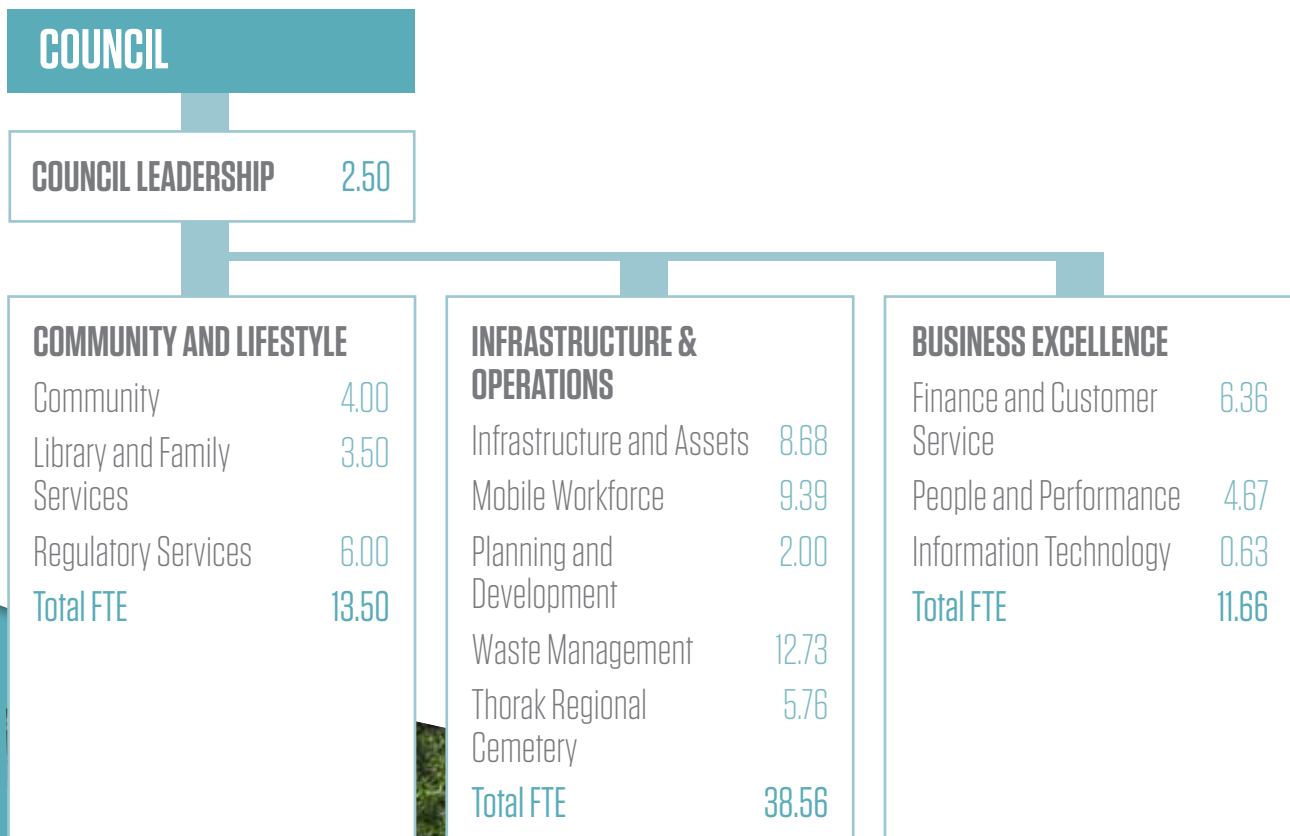 COUNCIL
COUNCIL LEADERSHIP 2.50
COMMUNITY AND LIFESTYLE
Community 4.00
Library and Family 3.50
Services
Regulatory Services 6.00
Total FTE 13.50
INFRASTRUCTURE &
OPERATIONS
Infrastructure and Assets 8.68
Mobile Workforce 9.39
Planning and 2.00
Development
Waste Management 12.73
Thorak Regional 5.76
Cemetery
Total FTE 38.56
BUSINESS EXCELLENCE
Finance and Customer 6.36
Service
People and Performance 4.67
Information Technology 0.63
Total FTE 11.66